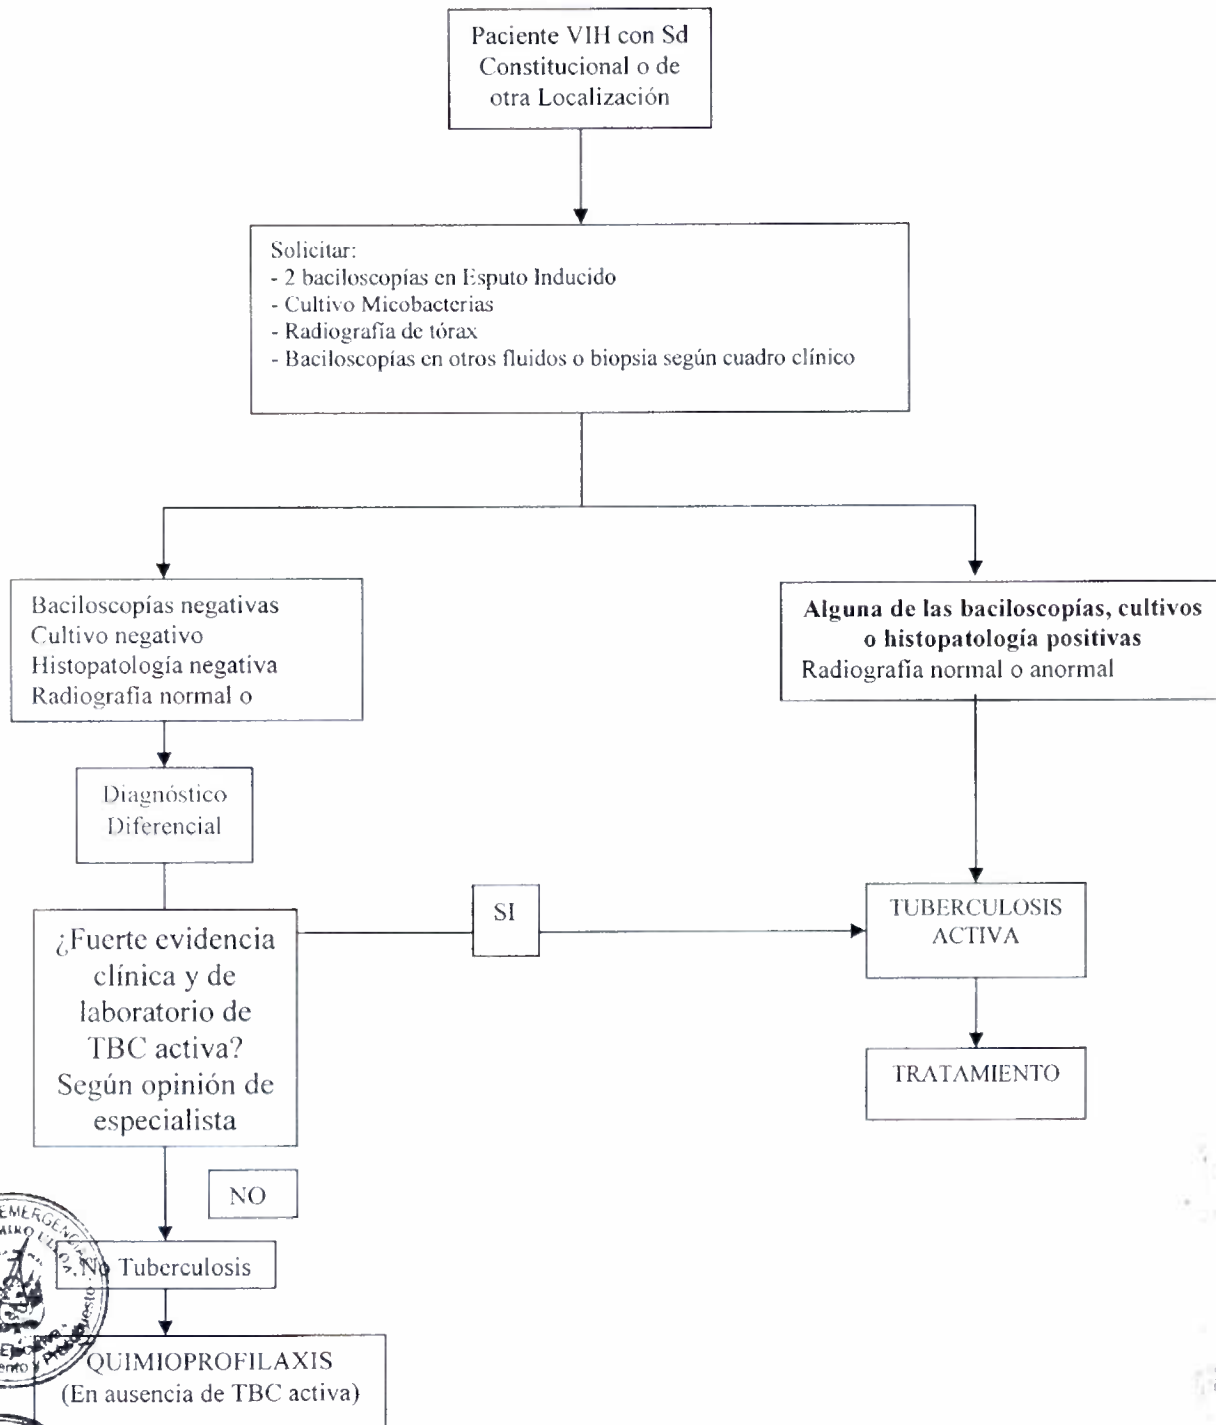 Paciente VIH con Sd
Constitucional o de
otra Localización
Solicitar:
- 2 baciloscopías en Esputo Inducido
- Cultivo Micobacterias
- Radiografía de tórax
- Baciloscopías en otros fluidos o biopsia según cuadro clínico
Baciloscopías negativas
Cultivo negativo
Histopatología negativa
Radiografía normal o
Alguna de las baciloscopías, cultivos
o histopatología positivas
Radiografía normal o anormal
Diagnóstico
Diferencial
¿Fuerte evidencia
clínica y de
laboratorio de
TBC activa?
Según opinión de
especialista
SI
TUBERCULOSIS
ACTIVA
TRATAMIENTO
NO
No Tuberculosis
QUIMIOPROFILAXIS
(En ausencia de TBC activa)